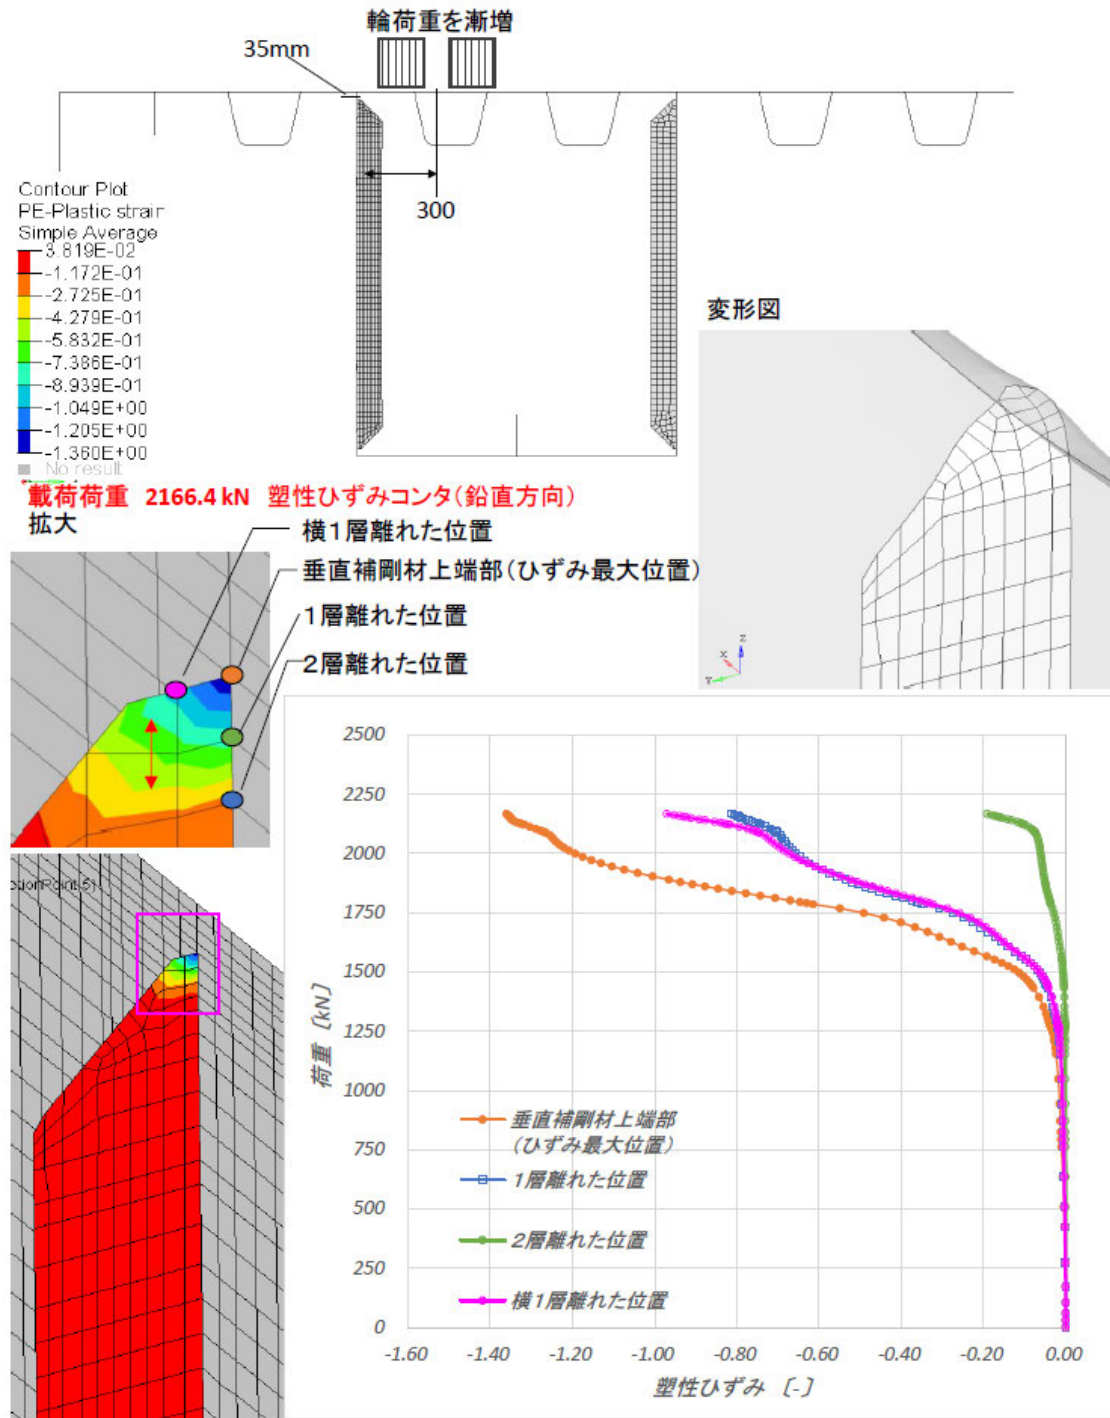 輪荷重を漸増
35mm
300
Contour Plot
PE-Plastic strain
Simple Average
3.819E-02
-1.172E-01
-2.725E-01
-4.279E-01
-5.832E-01
-7.386E-01
-8.939E-01
-1.049E+00
-1.205E+00
-1.360E+00
No result
変形図
載荷荷重 2166.4 kN 塑性ひずみコンタ(鉛直方向)
拡大
横1層離れた位置
垂直補剛材上端部(ひずみ最大位置)
1層離れた位置
2層離れた位置
Z
X
Y
ctionPoint-5)
2500
2250
2000
1750
1500
1250
1000
750
500
250
0
荷重 〔kN〕
垂直補剛材上端部
(ひずみ最大位置)
1層離れた位置
2層離れた位置
横1層離れた位置
-1.60 -1.40 -1.20 -1.00 -0.80 -0.60 -0.40 -0.20 0.00
塑性ひずみ 〔-〕